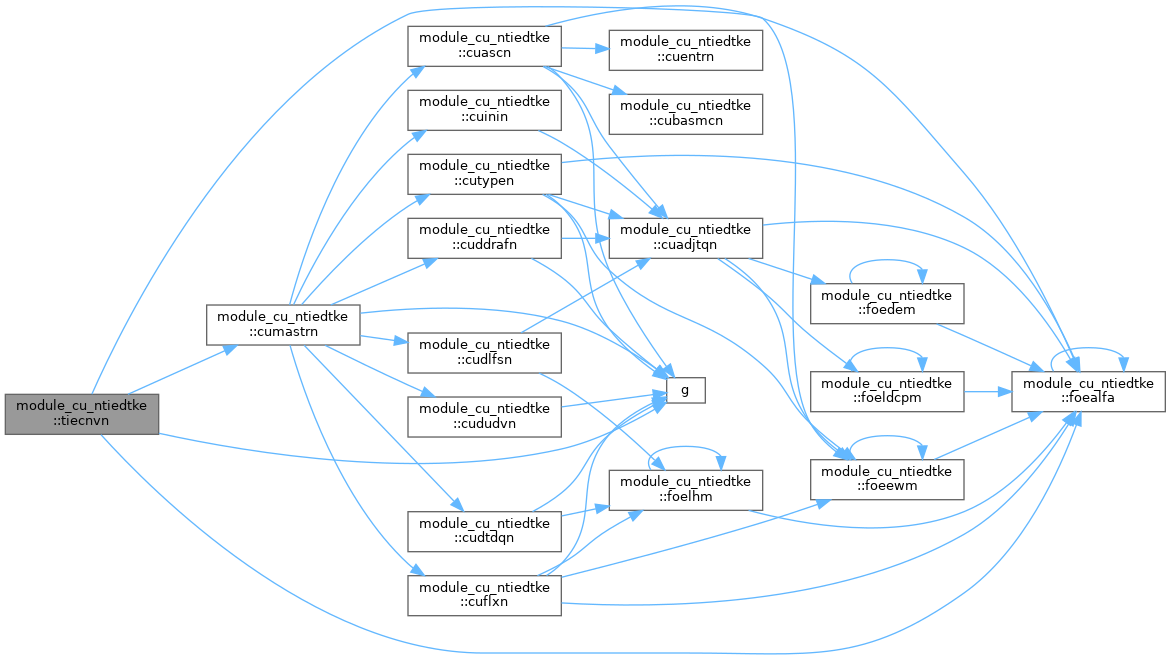 module_cu_ntiedtke
::tiecnvn
module_cu_ntiedtke
::cumastrn
module_cu_ntiedtke
::cuascn
module_cu_ntiedtke
::cuinin
module_cu_ntiedtke
::cutypen
module_cu_ntiedtke
::cuddrafn
module_cu_ntiedtke
::cudlfsn
module_cu_ntiedtke
::cududvn
module_cu_ntiedtke
::cudtdqn
module_cu_ntiedtke
::cuflxn
module_cu_ntiedtke
::cuentrn
module_cu_ntiedtke
::cubasmcn
module_cu_ntiedtke
::cuadjtqn
g
module_cu_ntiedtke
::foelhm
module_cu_ntiedtke
::foedem
module_cu_ntiedtke
::foeldcpm
module_cu_ntiedtke
::foeewm
module_cu_ntiedtke
::foealfa